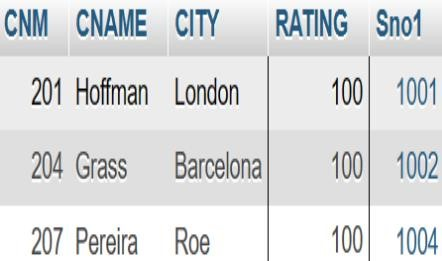 CNM CNAME CITY RATING Sno1
201 Hoffman London 100 1001
204 Grass Barcelona 100 1002
207 Pereira Roe 100 1004